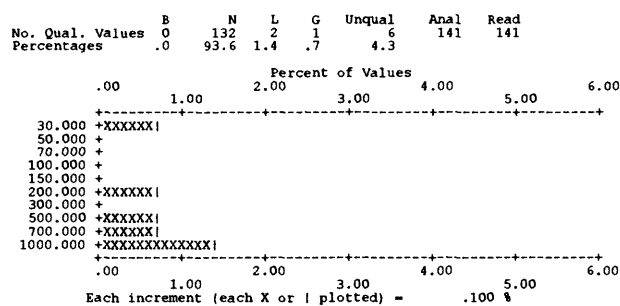 B N L G Unqual Anal Read
No. Qual. Values 0 132 2 1 6 141 141
Percentages .0 93.6 1.4 .7 4.3
Percent of Values
.00 2.00 4.00 6.00
1.00 3.00 5.00
+---------+---------+---------+---------+---------+---------+
30.000 +XXXXXX|
50.000 +
70.000 +
100.000 +
150.000 +
200.000 +XXXXXX|
300.000 +
500.000 +XXXXXX|
700.000 +XXXXXX|
1000.000 +XXXXXXXXXXXXX|
+---------+---------+---------+---------+---------+---------+
.00 2.00 4.00 6.00
1.00 3.00 5.00
Each increment (each X or | plotted) = .100 %